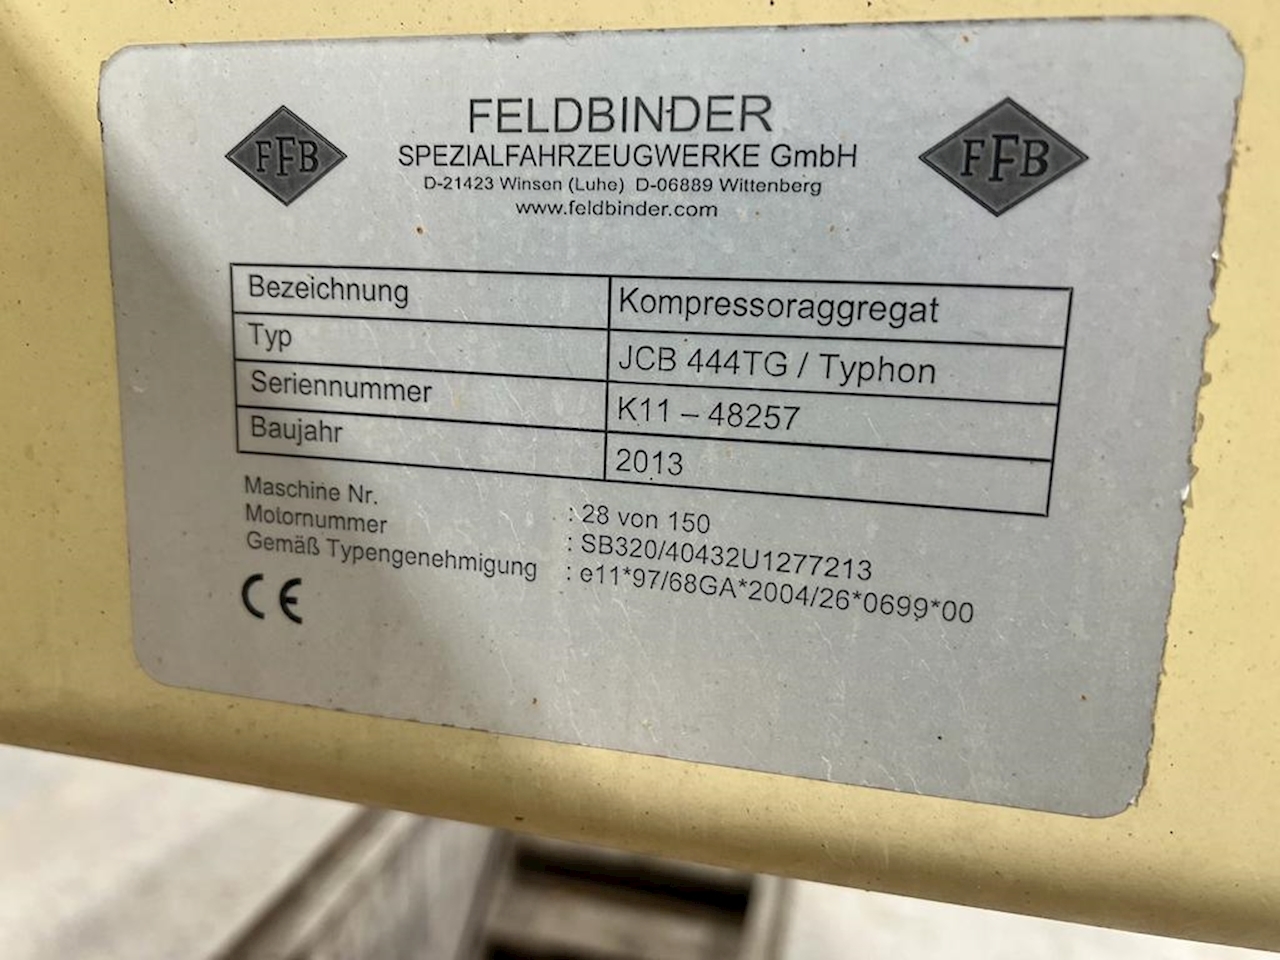 FFB
FELDBINDER
SPEZIALFAHRZEUGWERKE GmbH
D-21423 Winsen (Luhe) D-06889 Wittenberg
www.feldbinder.com
FFB
Bezeichnung Kompressoraggregat
Typ JCB 444TG / Typhon
Seriennummer K11 – 48257
Baujahr 2013
Maschine Nr. : 28 von 150
Motornummer : SB320/40432U1277213
Gemäß Typengenehmigung : e11*97/68GA*2004/26*0699*00
CE